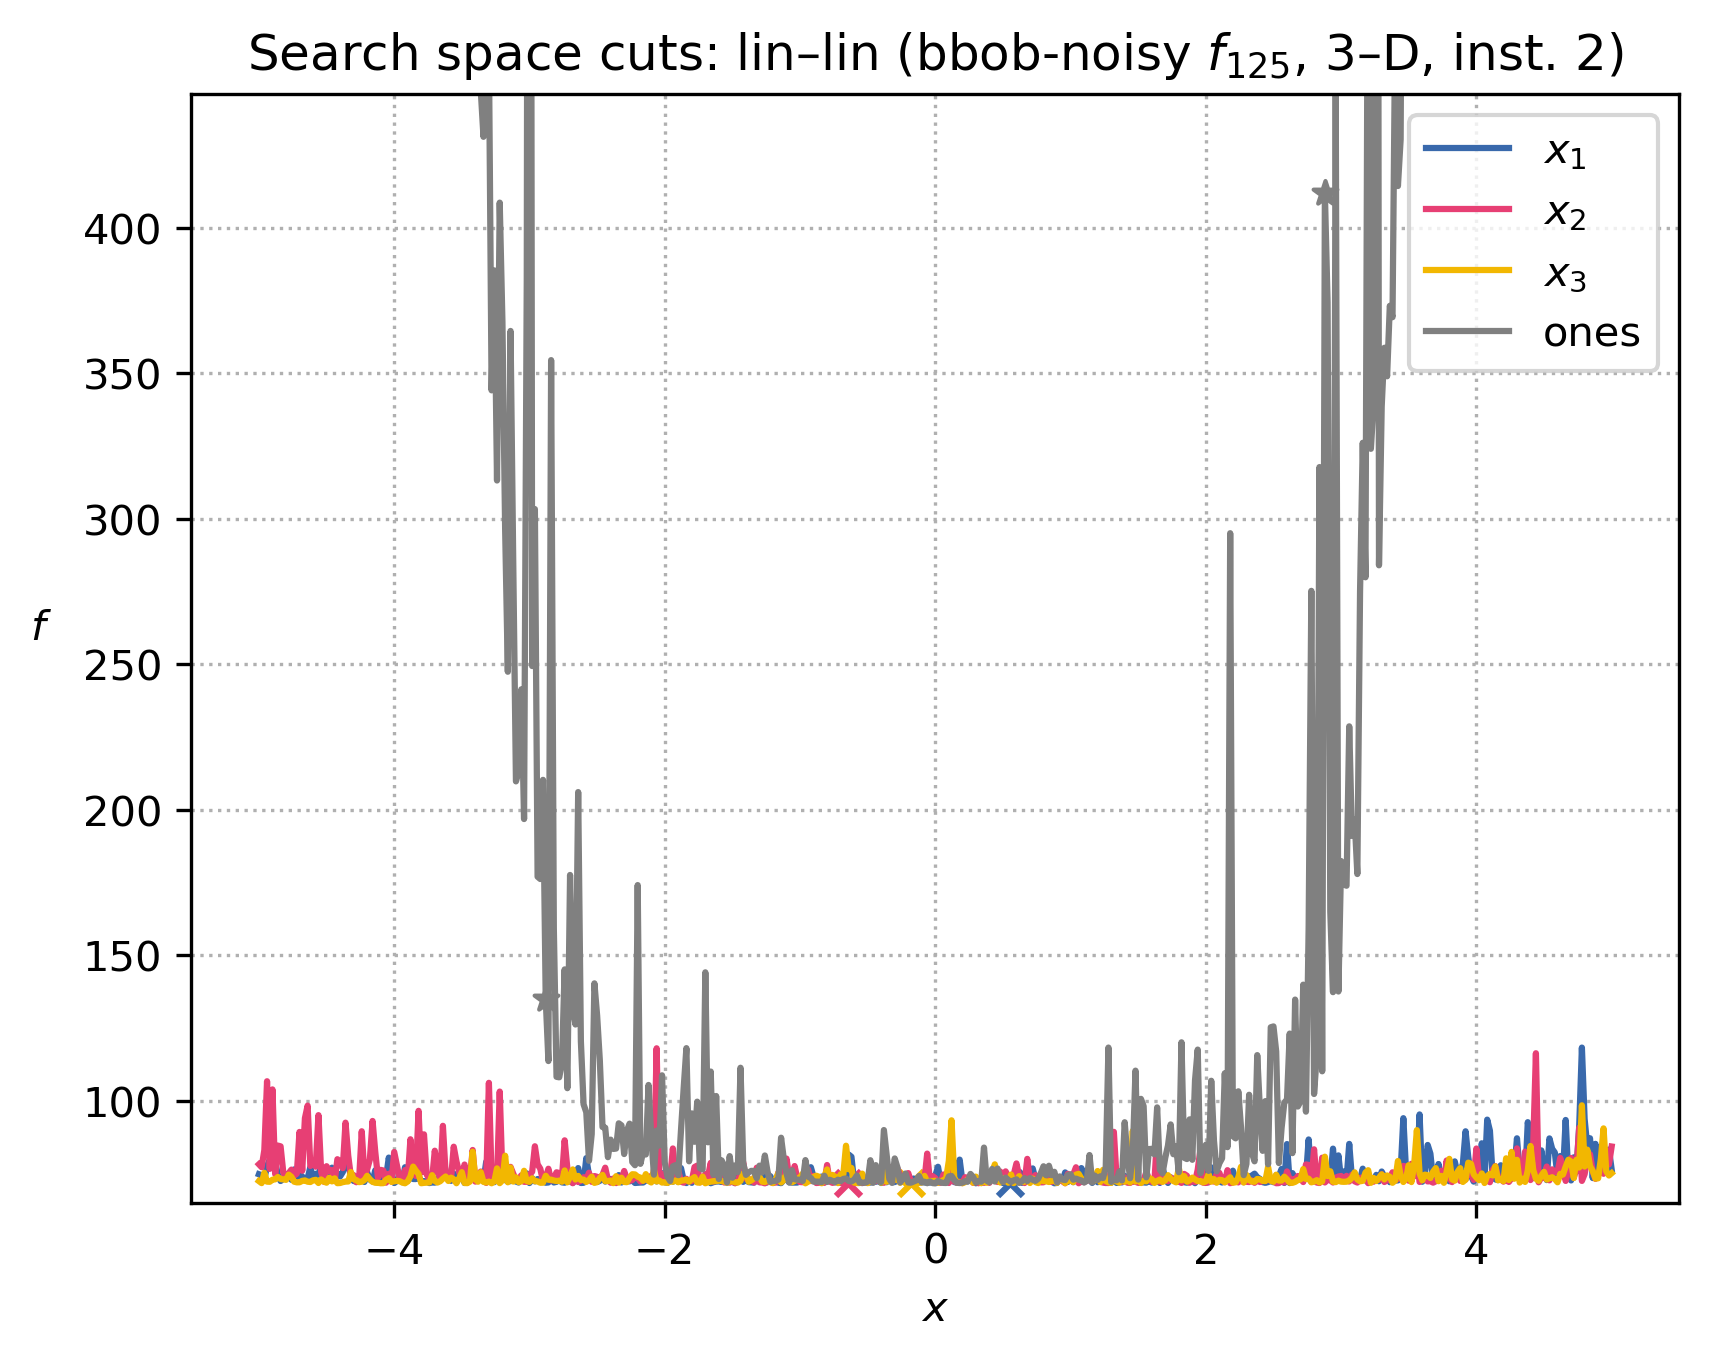 Search space cuts: lin–lin (bbob-noisy f125, 3–D, inst. 2)
x1
x2
x3
ones
400
350
300
250
200
150
100
f
−4
−2
0
2
4
x